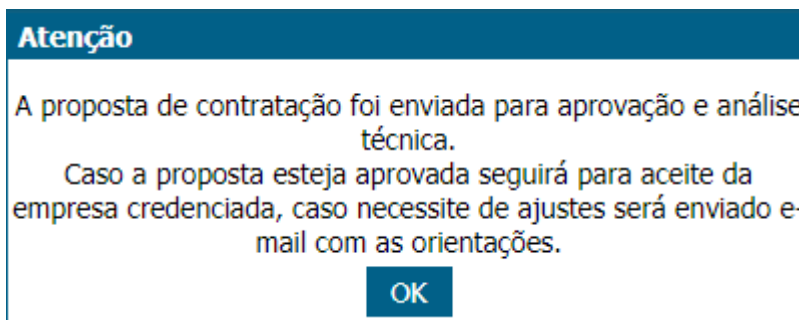 Atenção
A proposta de contratação foi enviada para aprovação e análise
técnica.
Caso a proposta esteja aprovada seguirá para aceite da
empresa credenciada, caso necessite de ajustes será enviado e-
mail com as orientações.
OK